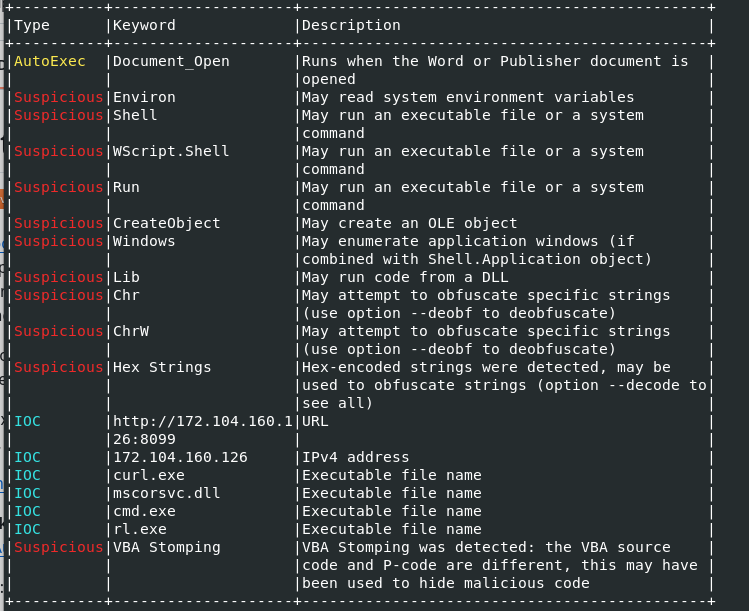 +----------+--------------------+---------------------------------------------+
|Type      |Keyword             |Description                                  |
+----------+--------------------+---------------------------------------------+
|AutoExec  |Document_Open       |Runs when the Word or Publisher document is  |
|          |                    |opened                                       |
|Suspicious|Environ             |May read system environment variables        |
|Suspicious|Shell               |May run an executable file or a system       |
|          |                    |command                                      |
|Suspicious|WScript.Shell       |May run an executable file or a system       |
|          |                    |command                                      |
|Suspicious|Run                 |May run an executable file or a system       |
|          |                    |command                                      |
|Suspicious|CreateObject        |May create an OLE object                     |
|Suspicious|Windows             |May enumerate application windows (if        |
|          |                    |combined with Shell.Application object)      |
|Suspicious|Lib                 |May run code from a DLL                      |
|Suspicious|Chr                 |May attempt to obfuscate specific strings    |
|          |                    |(use option --deobf to deobfuscate)          |
|Suspicious|ChrW                |May attempt to obfuscate specific strings    |
|          |                    |(use option --deobf to deobfuscate)          |
|Suspicious|Hex Strings         |Hex-encoded strings were detected, may be    |
|          |                    |used to obfuscate strings (option --decode to|
|          |                    |see all)                                     |
|IOC       |http://172.104.160.1|URL                                          |
|          |26:8099             |                                             |
|IOC       |172.104.160.126     |IPv4 address                                 |
|IOC       |curl.exe            |Executable file name                         |
|IOC       |mscorsvc.dll        |Executable file name                         |
|IOC       |cmd.exe             |Executable file name                         |
|IOC       |rl.exe              |Executable file name                         |
|Suspicious|VBA Stomping        |VBA Stomping was detected: the VBA source    |
|          |                    |code and P-code are different, this may have |
|          |                    |been used to hide malicious code             |
+----------+--------------------+---------------------------------------------+